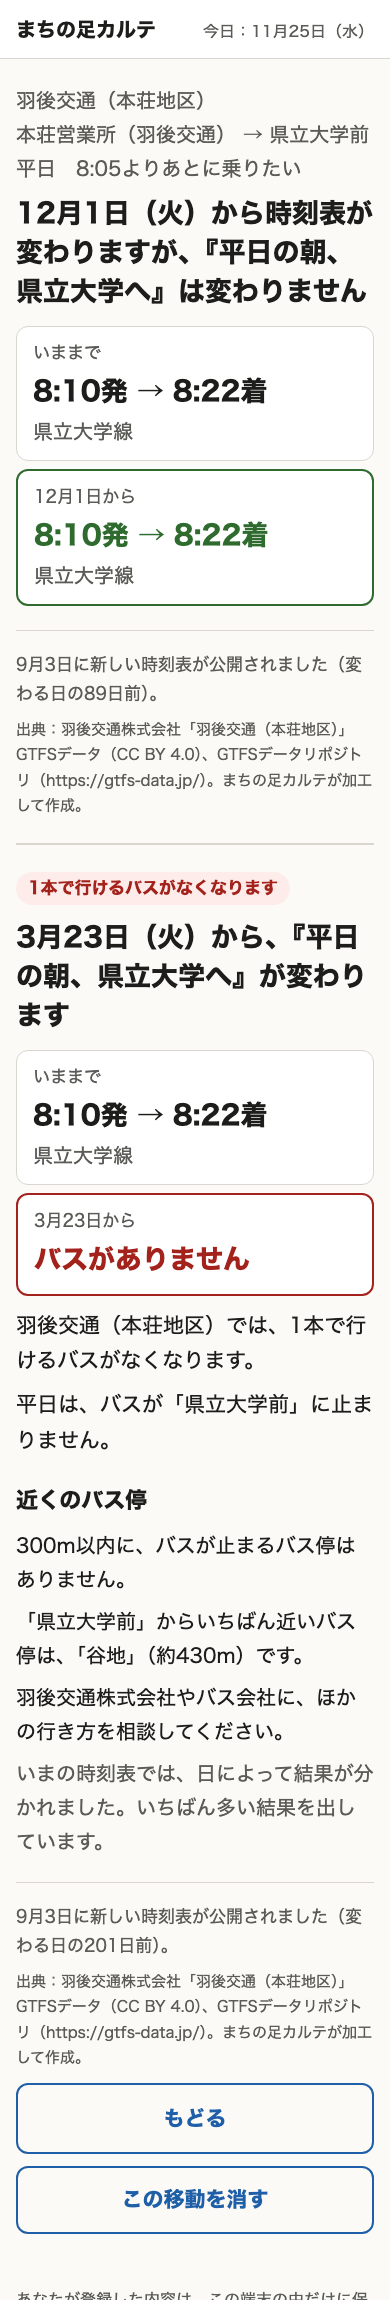 まちの足カルテ
今日：11月25日（水）
羽後交通（本荘地区）
本荘営業所（羽後交通） → 県立大学前
平日　8:05よりあとに乗りたい
12月1日（火）から時刻表が
変わりますが、『平日の朝、
県立大学へ』は変わりません
いままで
8:10発 → 8:22着
県立大学線
12月1日から
8:10発 → 8:22着
県立大学線
9月3日に新しい時刻表が公開されました（変
わる日の89日前）。
出典：羽後交通株式会社「羽後交通（本荘地区）」
GTFSデータ（CC BY 4.0）、GTFSデータリポジト
リ（https://gtfs-data.jp/）。まちの足カルテが加工
して作成。
1本で行けるバスがなくなります
3月23日（火）から、『平日
の朝、県立大学へ』が変わり
ます
いままで
8:10発 → 8:22着
県立大学線
3月23日から
バスがありません
羽後交通（本荘地区）では、1本で行
けるバスがなくなります。
平日は、バスが「県立大学前」に止ま
りません。
近くのバス停
300m以内に、バスが止まるバス停は
ありません。
「県立大学前」からいちばん近いバス
停は、「谷地」（約430m）です。
羽後交通株式会社やバス会社に、ほか
の行き方を相談してください。
いまの時刻表では、日によって結果が分
かれました。いちばん多い結果を出し
ています。
9月3日に新しい時刻表が公開されました（変
わる日の201日前）。
出典：羽後交通株式会社「羽後交通（本荘地区）」
GTFSデータ（CC BY 4.0）、GTFSデータリポジト
リ（https://gtfs-data.jp/）。まちの足カルテが加工
して作成。
もどる
この移動を消す
あなたが登録した内容は、この端末の中だけに保